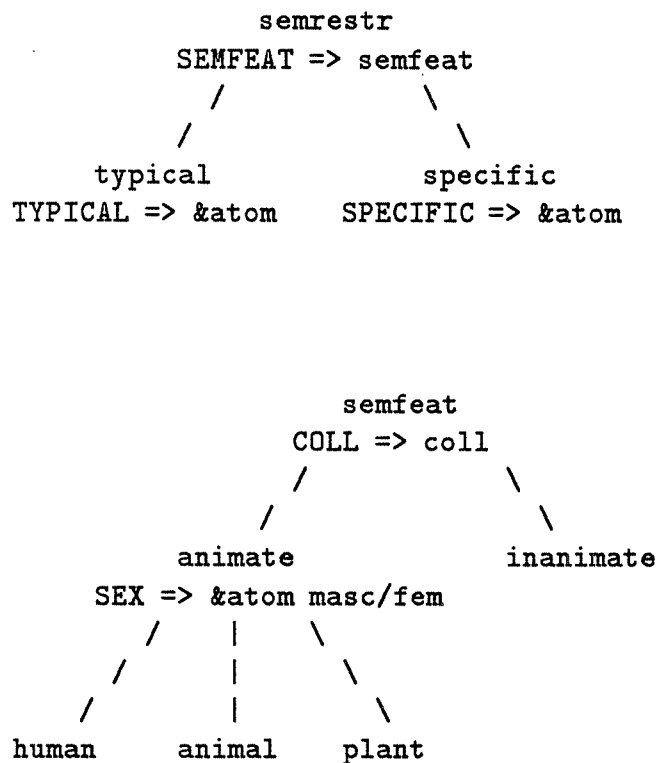 semrestr
SEMFEAT => semfeat
/ \
/ \
typical specific
TYPICAL => &atom SPECIFIC => &atom
semfeat
COLL => coll
/ \
/ \
animate inanimate
SEX => &atom masc/fem
/ | \
/ | \
/ | \
human animal plant